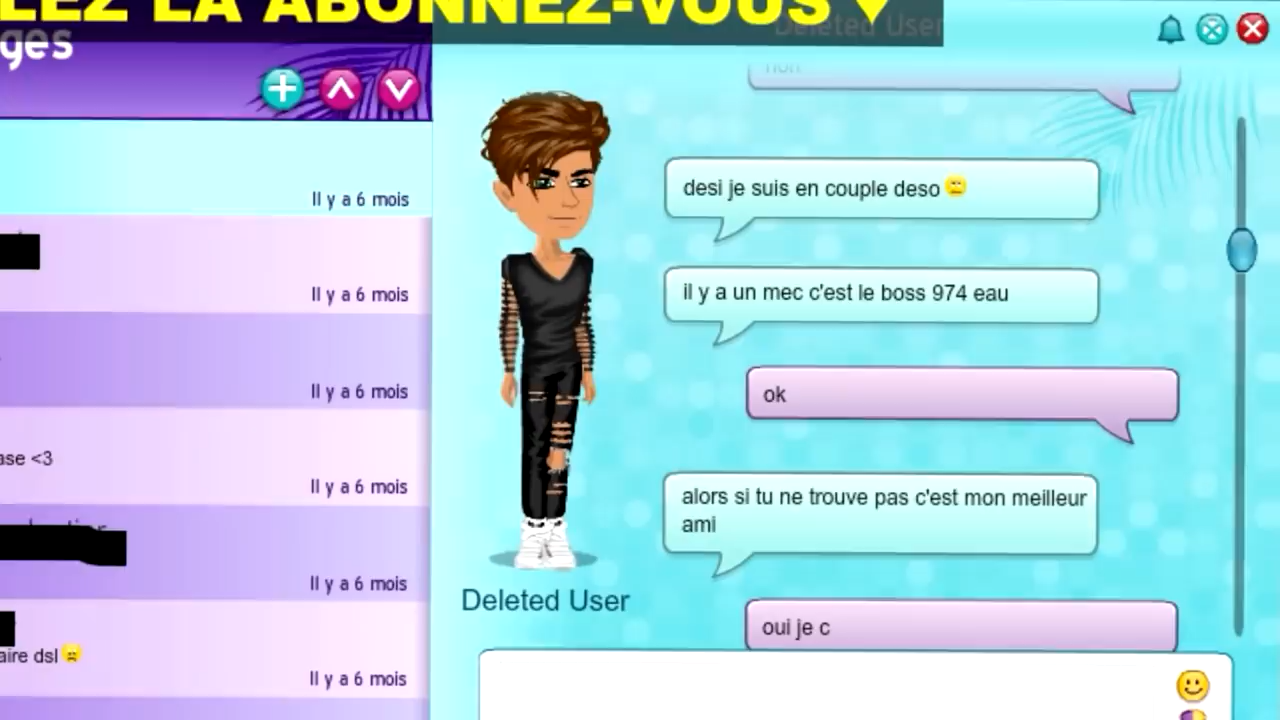 LEZ LA ABONNEZ-VOUS ♥
ges
Deleted User
non
Il y a 6 mois
desi je suis en couple deso
Il y a 6 mois
il y a un mec c'est le boss 974 eau
Il y a 6 mois
ok
ase <3
Il y a 6 mois
alors si tu ne trouve pas c'est mon meilleur
ami
Il y a 6 mois
Deleted User
oui je c
aire dsl
Il y a 6 mois